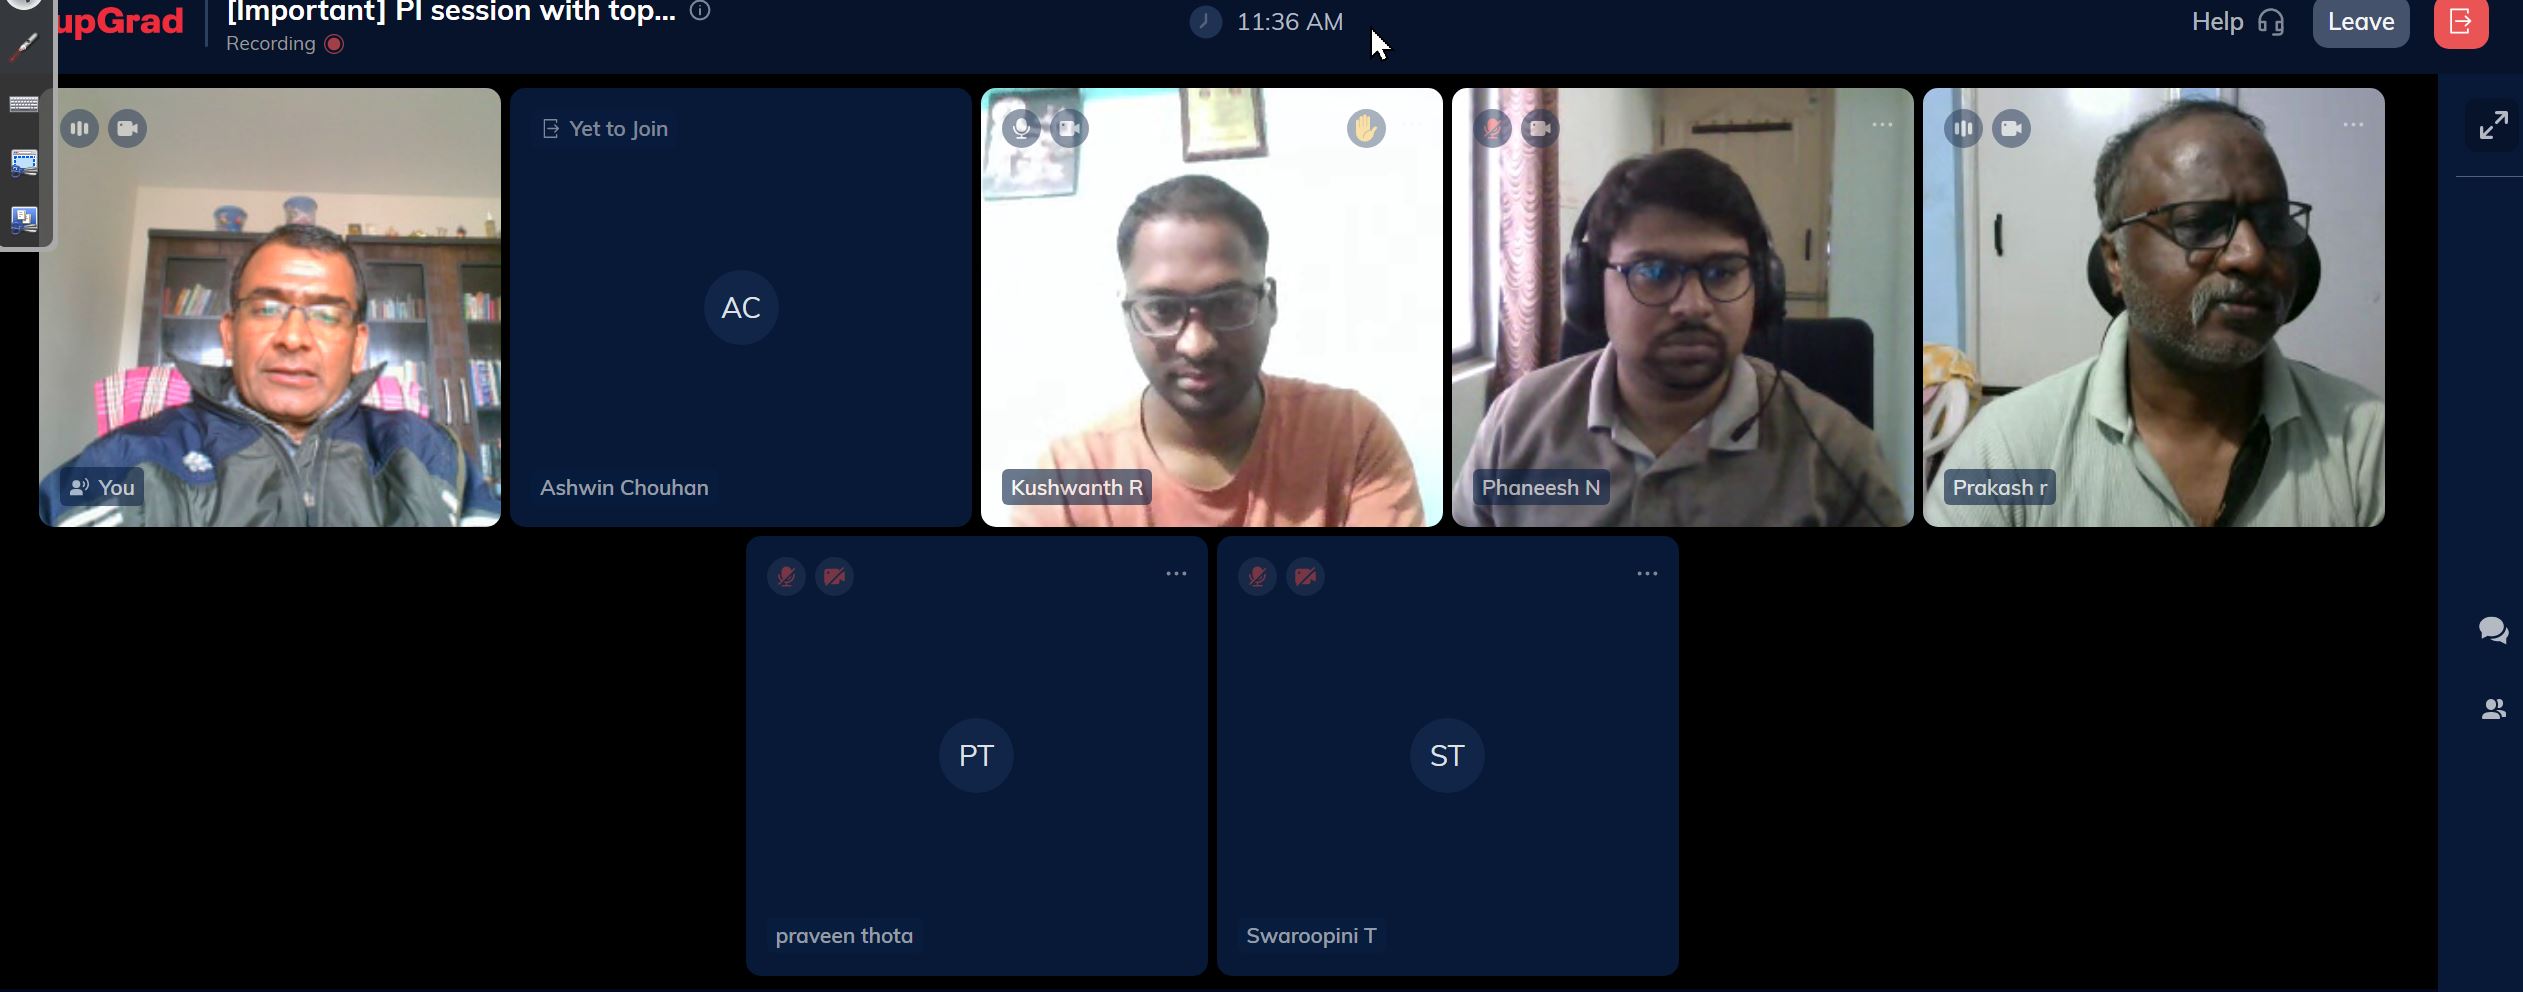 upGrad
[Important] PI session with top...
Recording
11:36 AM
Help
Leave
Yet to Join
AC
You
Ashwin Chouhan
Kushwanth R
Phaneesh N
Prakash r
PT
ST
praveen thota
Swaroopini T